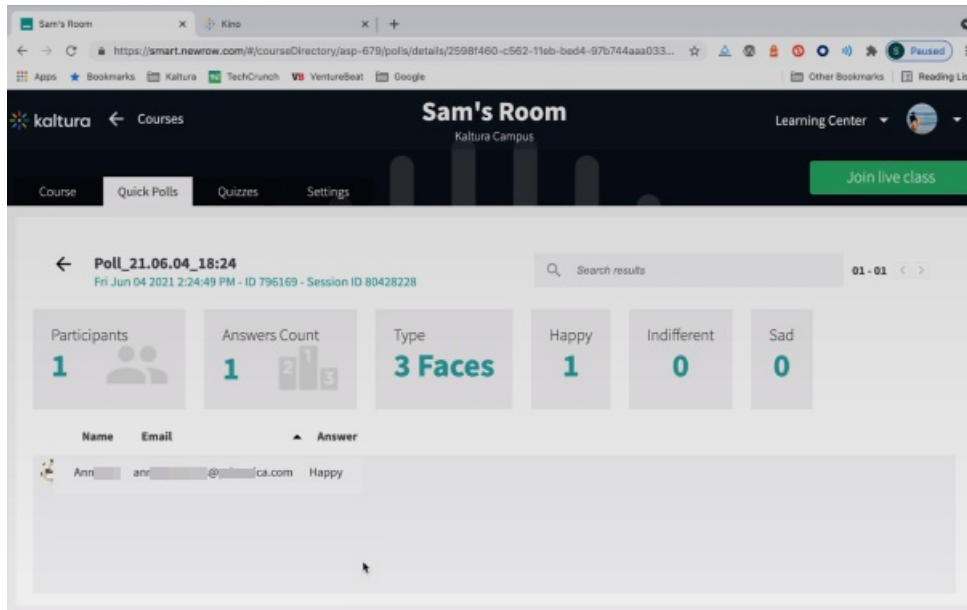 Sam's Room
Kino
https://smart.newrow.com/#/courseDirectory/asp-679/polls/details/2598f460-c562-11eb-bed4-97b744aaa033...
Paused
Apps Bookmarks Kaltura TechCrunch VB VentureBeat Google Other Bookmarks Reading Lis
kaltura Courses
Sam's Room
Kaltura Campus
Learning Center
Join live class
Course Quick Polls Quizzes Settings
Poll_21.06.04_18:24
Fri Jun 04 2021 2:24:49 PM - ID 796169 - Session ID 80428228
Search results
01 - 01
Participants Answers Count Type Happy Indifferent Sad
1 1 3 Faces 1 0 0
Name Email Answer
Ann anr @ ca.com Happy